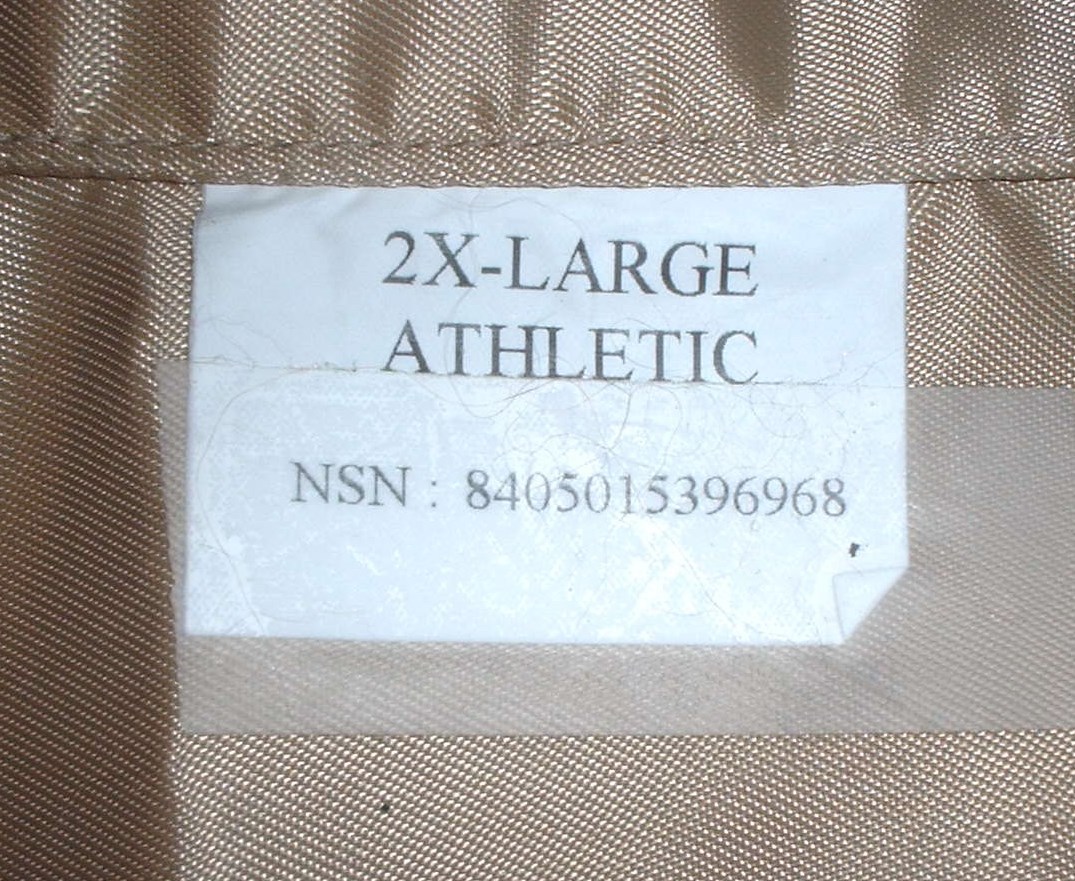 2X-LARGE
ATHLETIC
NSN : 8405015396968